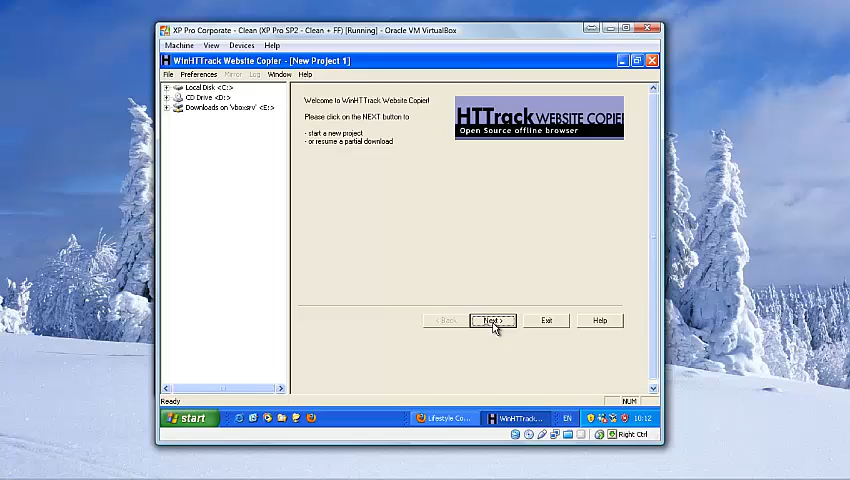 XP Pro Corporate - Clean (XP Pro SP2 - Clean + FF) [Running] - Oracle VM VirtualBox
Machine View Devices Help
WinHTTrack Website Copier - [New Project 1]
File Preferences Mirror Log Window Help
Local Disk <C:>
CD Drive <D:>
Downloads on 'vboxsrv' <E:>
Welcome to WinHTTrack Website Copier!
Please click on the NEXT button to
- start a new project
- or resume a partial download
HTTrack WEBSITE COPIE
Open Source offline browser
< Back Next > Exit Help
Ready
NUM
start
Lifestyle Co...
WinHTTrack...
EN
10:12
Right Ctrl